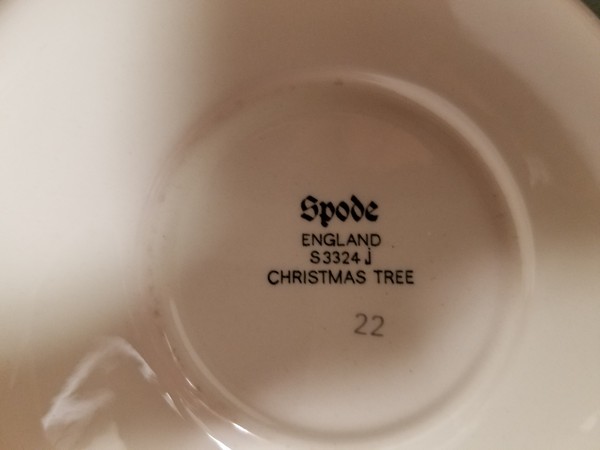 Spode
ENGLAND
S3324 j
CHRISTMAS TREE
22